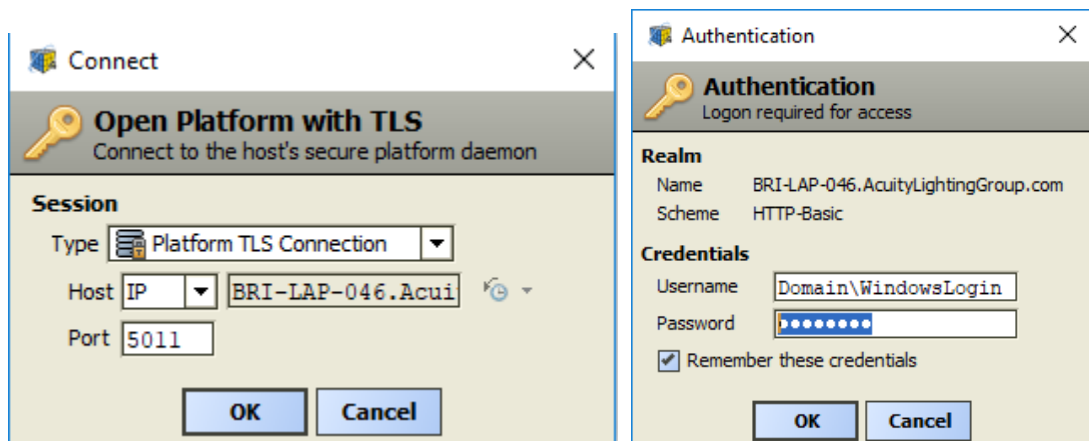 Connect
Open Platform with TLS
Connect to the host's secure platform daemon
Session
Type Platform TLS Connection
Host IP BRI-LAP-046.Acui
Port 5011
OK Cancel
Authentication
Authentication
Logon required for access
Realm
Name BRI-LAP-046.AcuityLightingGroup.com
Scheme HTTP-Basic
Credentials
Username Domain\WindowsLogin
Password ••••••••
Remember these credentials
OK Cancel